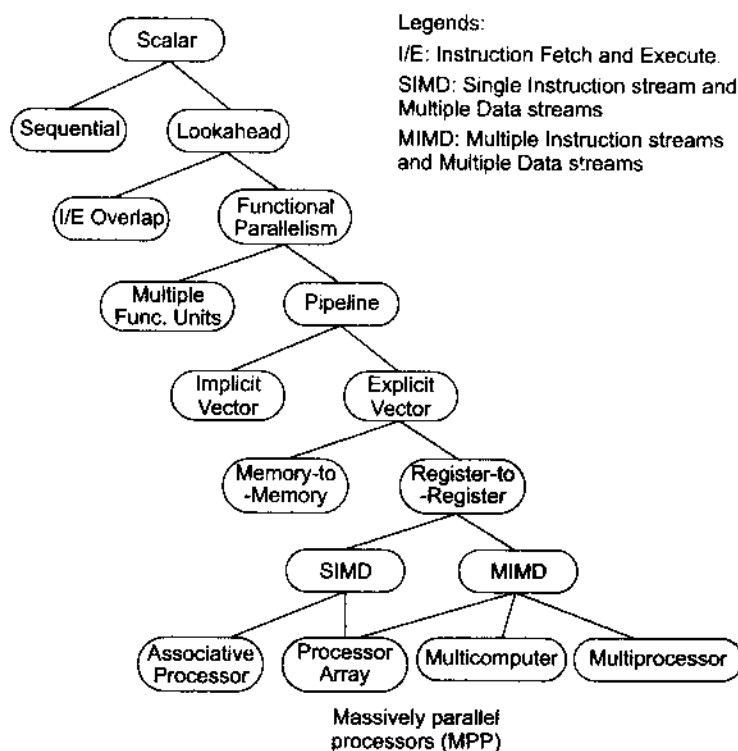 Scalar
Legends:
I/E: Instruction Fetch and Execute.
SIMD: Single Instruction stream and
Multiple Data streams
MIMD: Multiple Instruction streams
and Multiple Data streams
Sequential
Lookahead
I/E Overlap
Functional
Parallelism
Multiple
Func. Units
Pipeline
Implicit
Vector
Explicit
Vector
Memory-to
-Memory
Register-to
-Register
SIMD
MIMD
Associative
Processor
Processor
Array
Multicomputer
Multiprocessor
Massively parallel
processors (MPP)